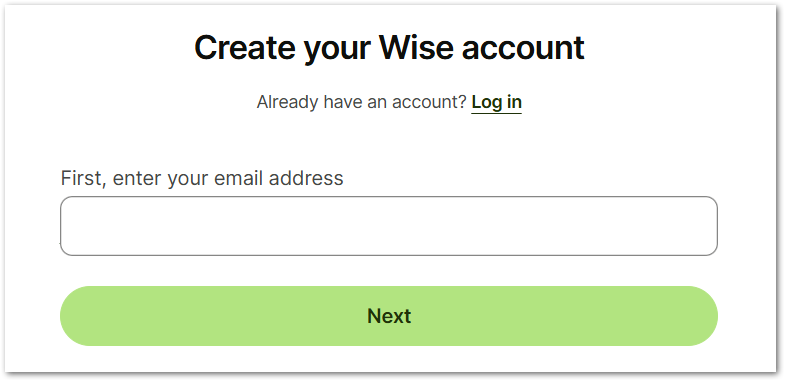 Create your Wise account
Already have an account? Log in
First, enter your email address
Next